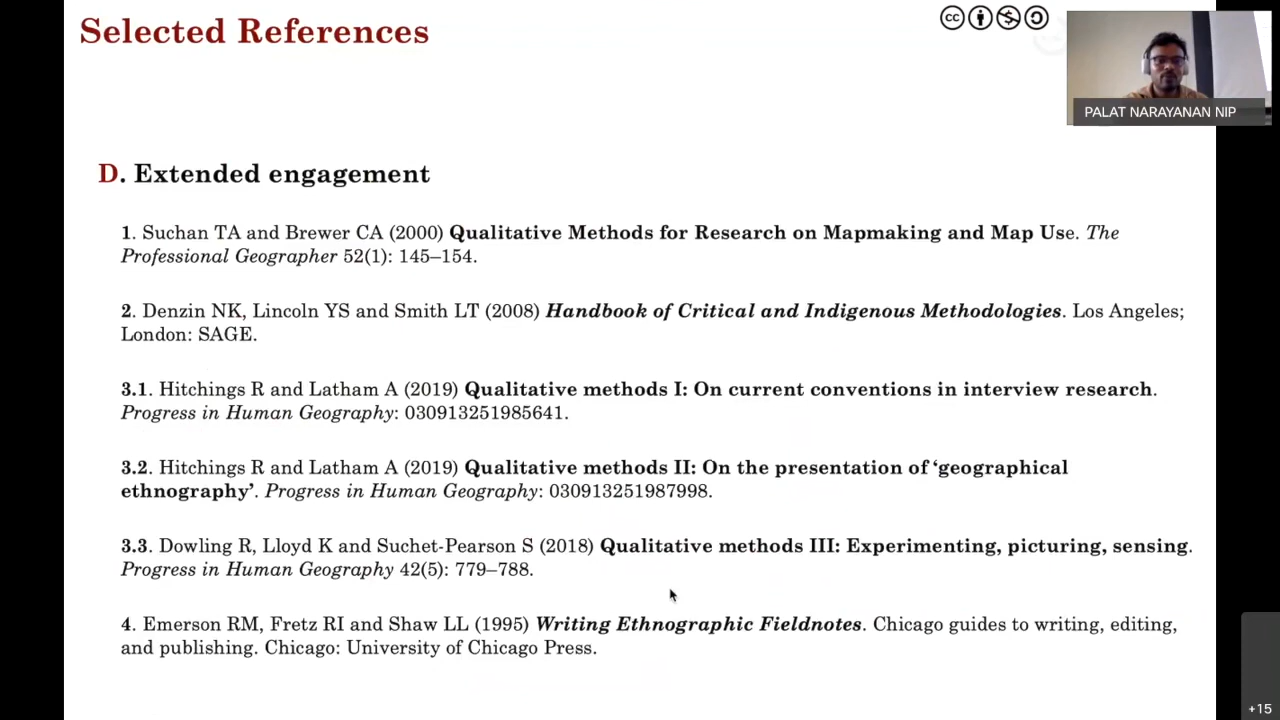 Selected References
cc
PALAT NARAYANAN NIP
D. Extended engagement
1. Suchan TA and Brewer CA (2000) Qualitative Methods for Research on Mapmaking and Map Use. The
Professional Geographer 52(1): 145–154.
2. Denzin NK, Lincoln YS and Smith LT (2008) Handbook of Critical and Indigenous Methodologies. Los Angeles;
London: SAGE.
3.1. Hitchings R and Latham A (2019) Qualitative methods I: On current conventions in interview research.
Progress in Human Geography: 030913251985641.
3.2. Hitchings R and Latham A (2019) Qualitative methods II: On the presentation of ‘geographical
ethnography’. Progress in Human Geography: 030913251987998.
3.3. Dowling R, Lloyd K and Suchet-Pearson S (2018) Qualitative methods III: Experimenting, picturing, sensing.
Progress in Human Geography 42(5): 779–788.
4. Emerson RM, Fretz RI and Shaw LL (1995) Writing Ethnographic Fieldnotes. Chicago guides to writing, editing,
and publishing. Chicago: University of Chicago Press.
+15